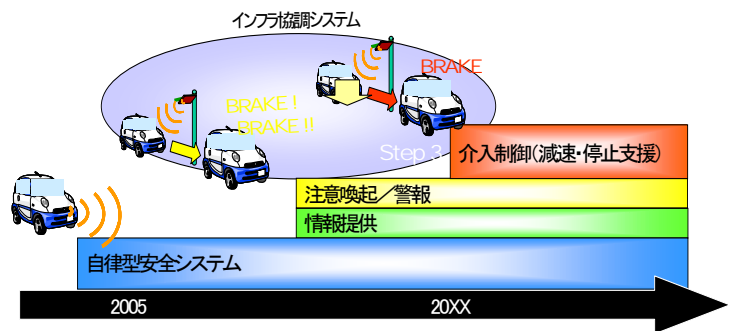 インフラ協調システム
BRAKE
BRAKE !
BRAKE !!
Step 3
介入制御(減速・停止支援)
注意喚起／警報
情報提供
自律型安全システム
2005
20XX